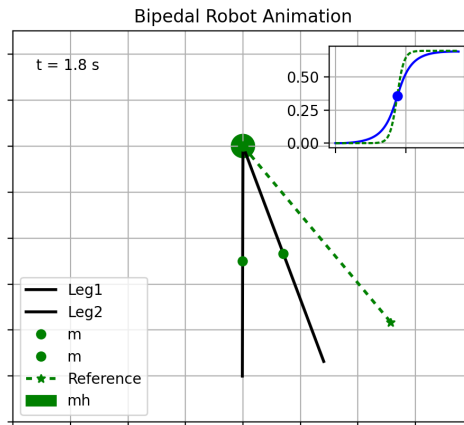 Bipedal Robot Animation
t = 1.8 s
0.50
0.25
0.00
Leg1
Leg2
m
m
Reference
mh